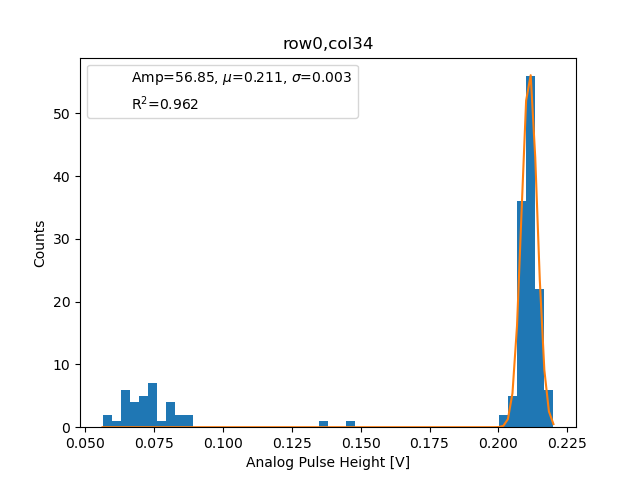 row0,col34
Amp=56.85, μ=0.211, σ=0.003
R²=0.962
50
40
30
20
10
0
Counts
0.050 0.075 0.100 0.125 0.150 0.175 0.200 0.225
Analog Pulse Height [V]